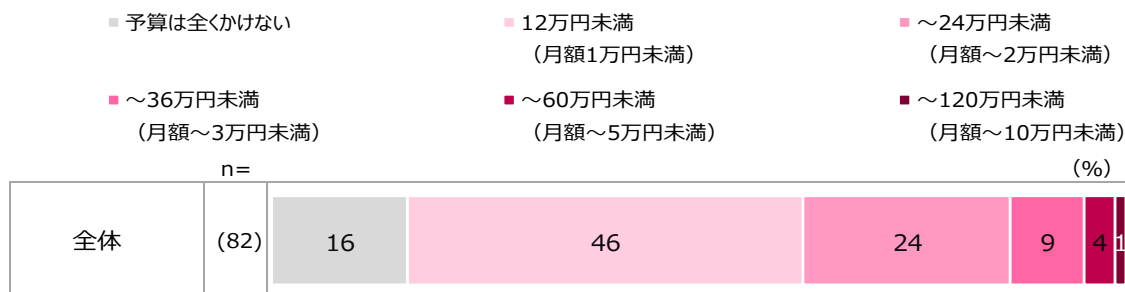 予算は全くかけない
12万円未満
(月額1万円未満)
～24万円未満
(月額～2万円未満)
～36万円未満
(月額～3万円未満)
～60万円未満
(月額～5万円未満)
～120万円未満
(月額～10万円未満)
n=
(%)
全体
(82)
16
46
24
9
4
1